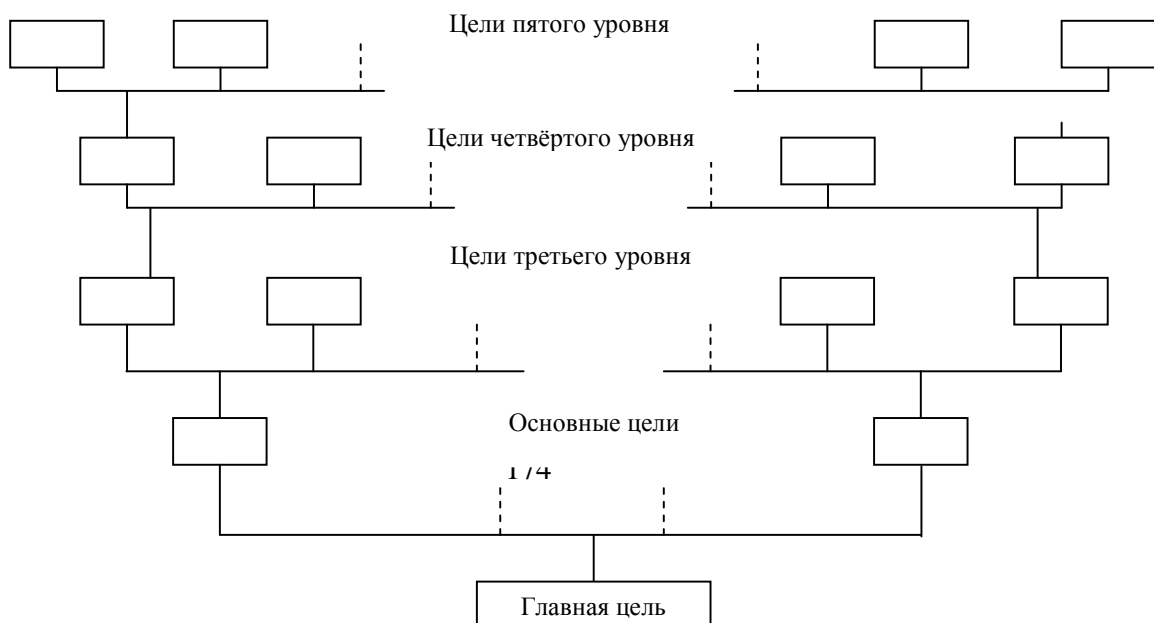 Цели пятого уровня
Цели четвёртого уровня
Цели третьего уровня
Основные цели
Главная цель